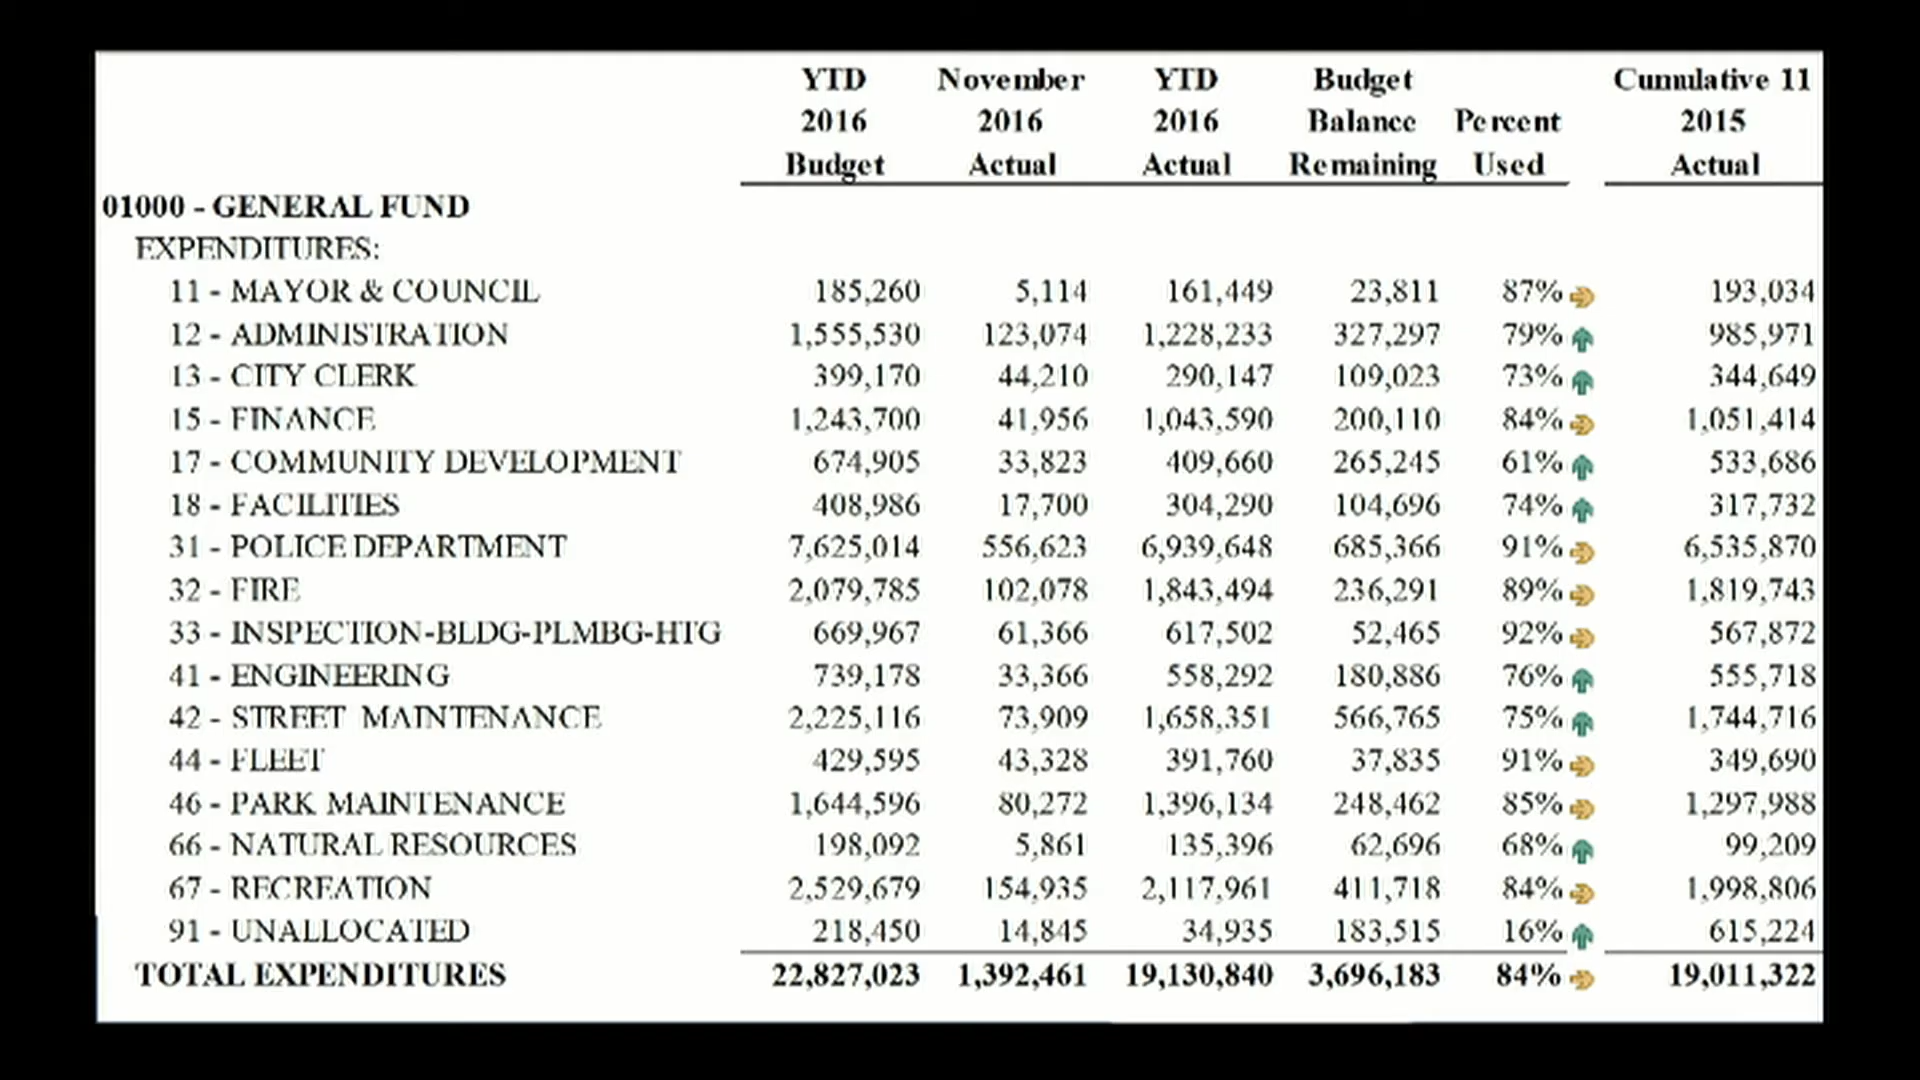 YTD November YTD Budget Cumulative 11
2016 2016 2016 Balance Percent 2015
Budget Actual Actual Remaining Used Actual
01000 - GENERAL FUND
EXPENDITURES:
11 - MAYOR & COUNCIL 185,260 5,114 161,449 23,811 87% 193,034
12 - ADMINISTRATION 1,555,530 123,074 1,228,233 327,297 79% 985,971
13 - CITY CLERK 399,170 44,210 290,147 109,023 73% 344,649
15 - FINANCE 1,243,700 41,956 1,043,590 200,110 84% 1,051,414
17 - COMMUNITY DEVELOPMENT 674,905 33,823 409,660 265,245 61% 533,686
18 - FACILITIES 408,986 17,700 304,290 104,696 74% 317,732
31 - POLICE DEPARTMENT 7,625,014 556,623 6,939,648 685,366 91% 6,535,870
32 - FIRE 2,079,785 102,078 1,843,494 236,291 89% 1,819,743
33 - INSPECTION-BLDG-PLMBG-HTG 669,967 61,366 617,502 52,465 92% 567,872
41 - ENGINEERING 739,178 33,366 558,292 180,886 76% 555,718
42 - STREET MAINTENANCE 2,225,116 73,909 1,658,351 566,765 75% 1,744,716
44 - FLEET 429,595 43,328 391,760 37,835 91% 349,690
46 - PARK MAINTENANCE 1,644,596 80,272 1,396,134 248,462 85% 1,297,988
66 - NATURAL RESOURCES 198,092 5,861 135,396 62,696 68% 99,209
67 - RECREATION 2,529,679 154,935 2,117,961 411,718 84% 1,998,806
91 - UNALLOCATED 218,450 14,845 34,935 183,515 16% 615,224
TOTAL EXPENDITURES 22,827,023 1,392,461 19,130,840 3,696,183 84% 19,011,322